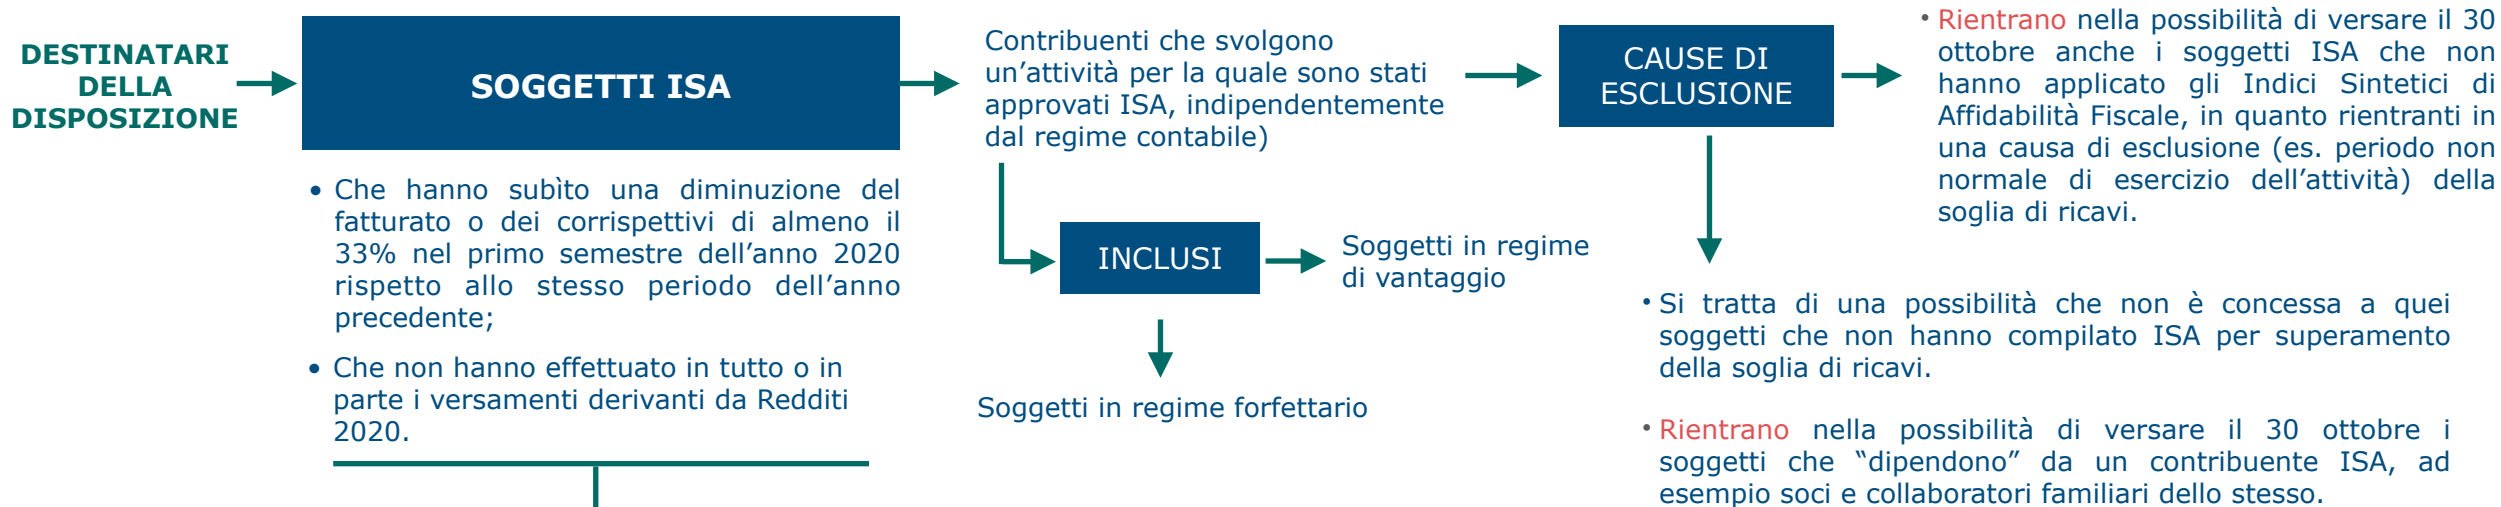 DESTINATARI
DELLA
DISPOSIZIONE
SOGGETTI ISA
• Che hanno subìto una diminuzione del
fatturato o dei corrispettivi di almeno il
33% nel primo semestre dell’anno 2020
rispetto allo stesso periodo dell’anno
precedente;
• Che non hanno effettuato in tutto o in
parte i versamenti derivanti da Redditi
2020.
Contribuenti che svolgono
un’attività per la quale sono stati
approvati ISA, indipendentemente
dal regime contabile)
INCLUSI
Soggetti in regime
di vantaggio
Soggetti in regime forfettario
CAUSE DI
ESCLUSIONE
• Rientrano nella possibilità di versare il 30
ottobre anche i soggetti ISA che non
hanno applicato gli Indici Sintetici di
Affidabilità Fiscale, in quanto rientranti in
una causa di esclusione (es. periodo non
normale di esercizio dell’attività) della
soglia di ricavi.
• Si tratta di una possibilità che non è concessa a quei
soggetti che non hanno compilato ISA per superamento
della soglia di ricavi.
• Rientrano nella possibilità di versare il 30 ottobre i
soggetti che “dipendono” da un contribuente ISA, ad
esempio soci e collaboratori familiari dello stesso.